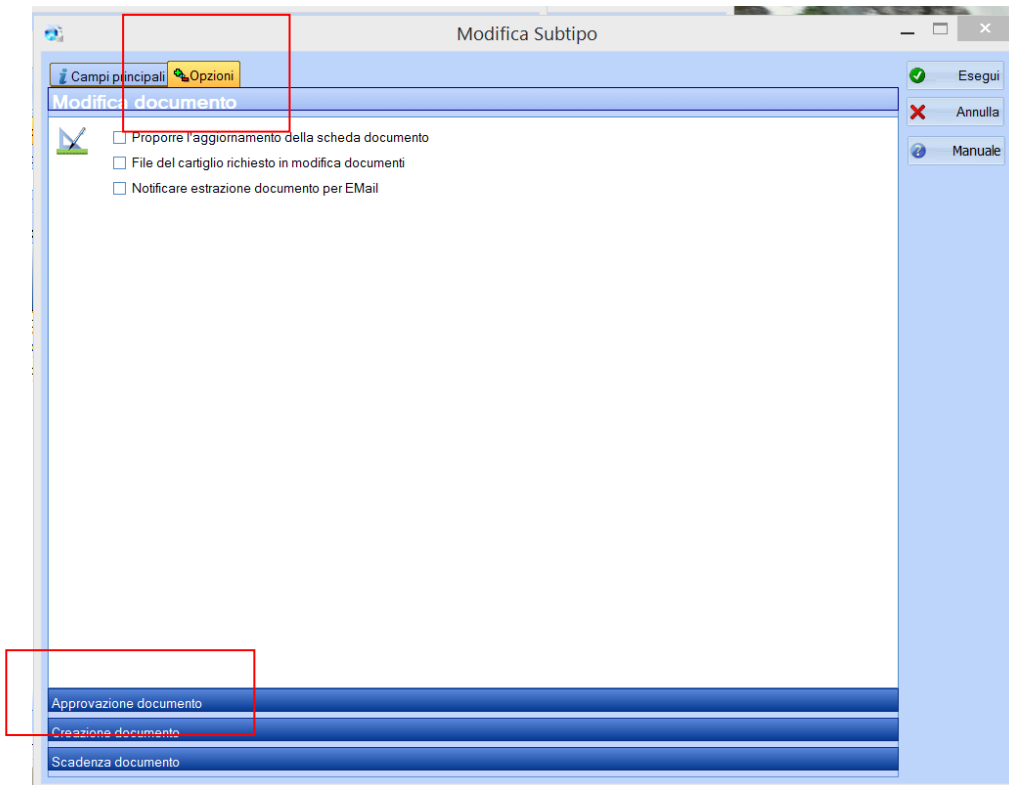 Modifica Subtipo
Campi principali Opzioni
Esegui
Modifica documento
Annulla
Proporre l'aggiornamento della scheda documento
Manuale
File del cartiglio richiesto in modifica documenti
Notificare estrazione documento per EMail
Approvazione documento
Creazione documento
Scadenza documento